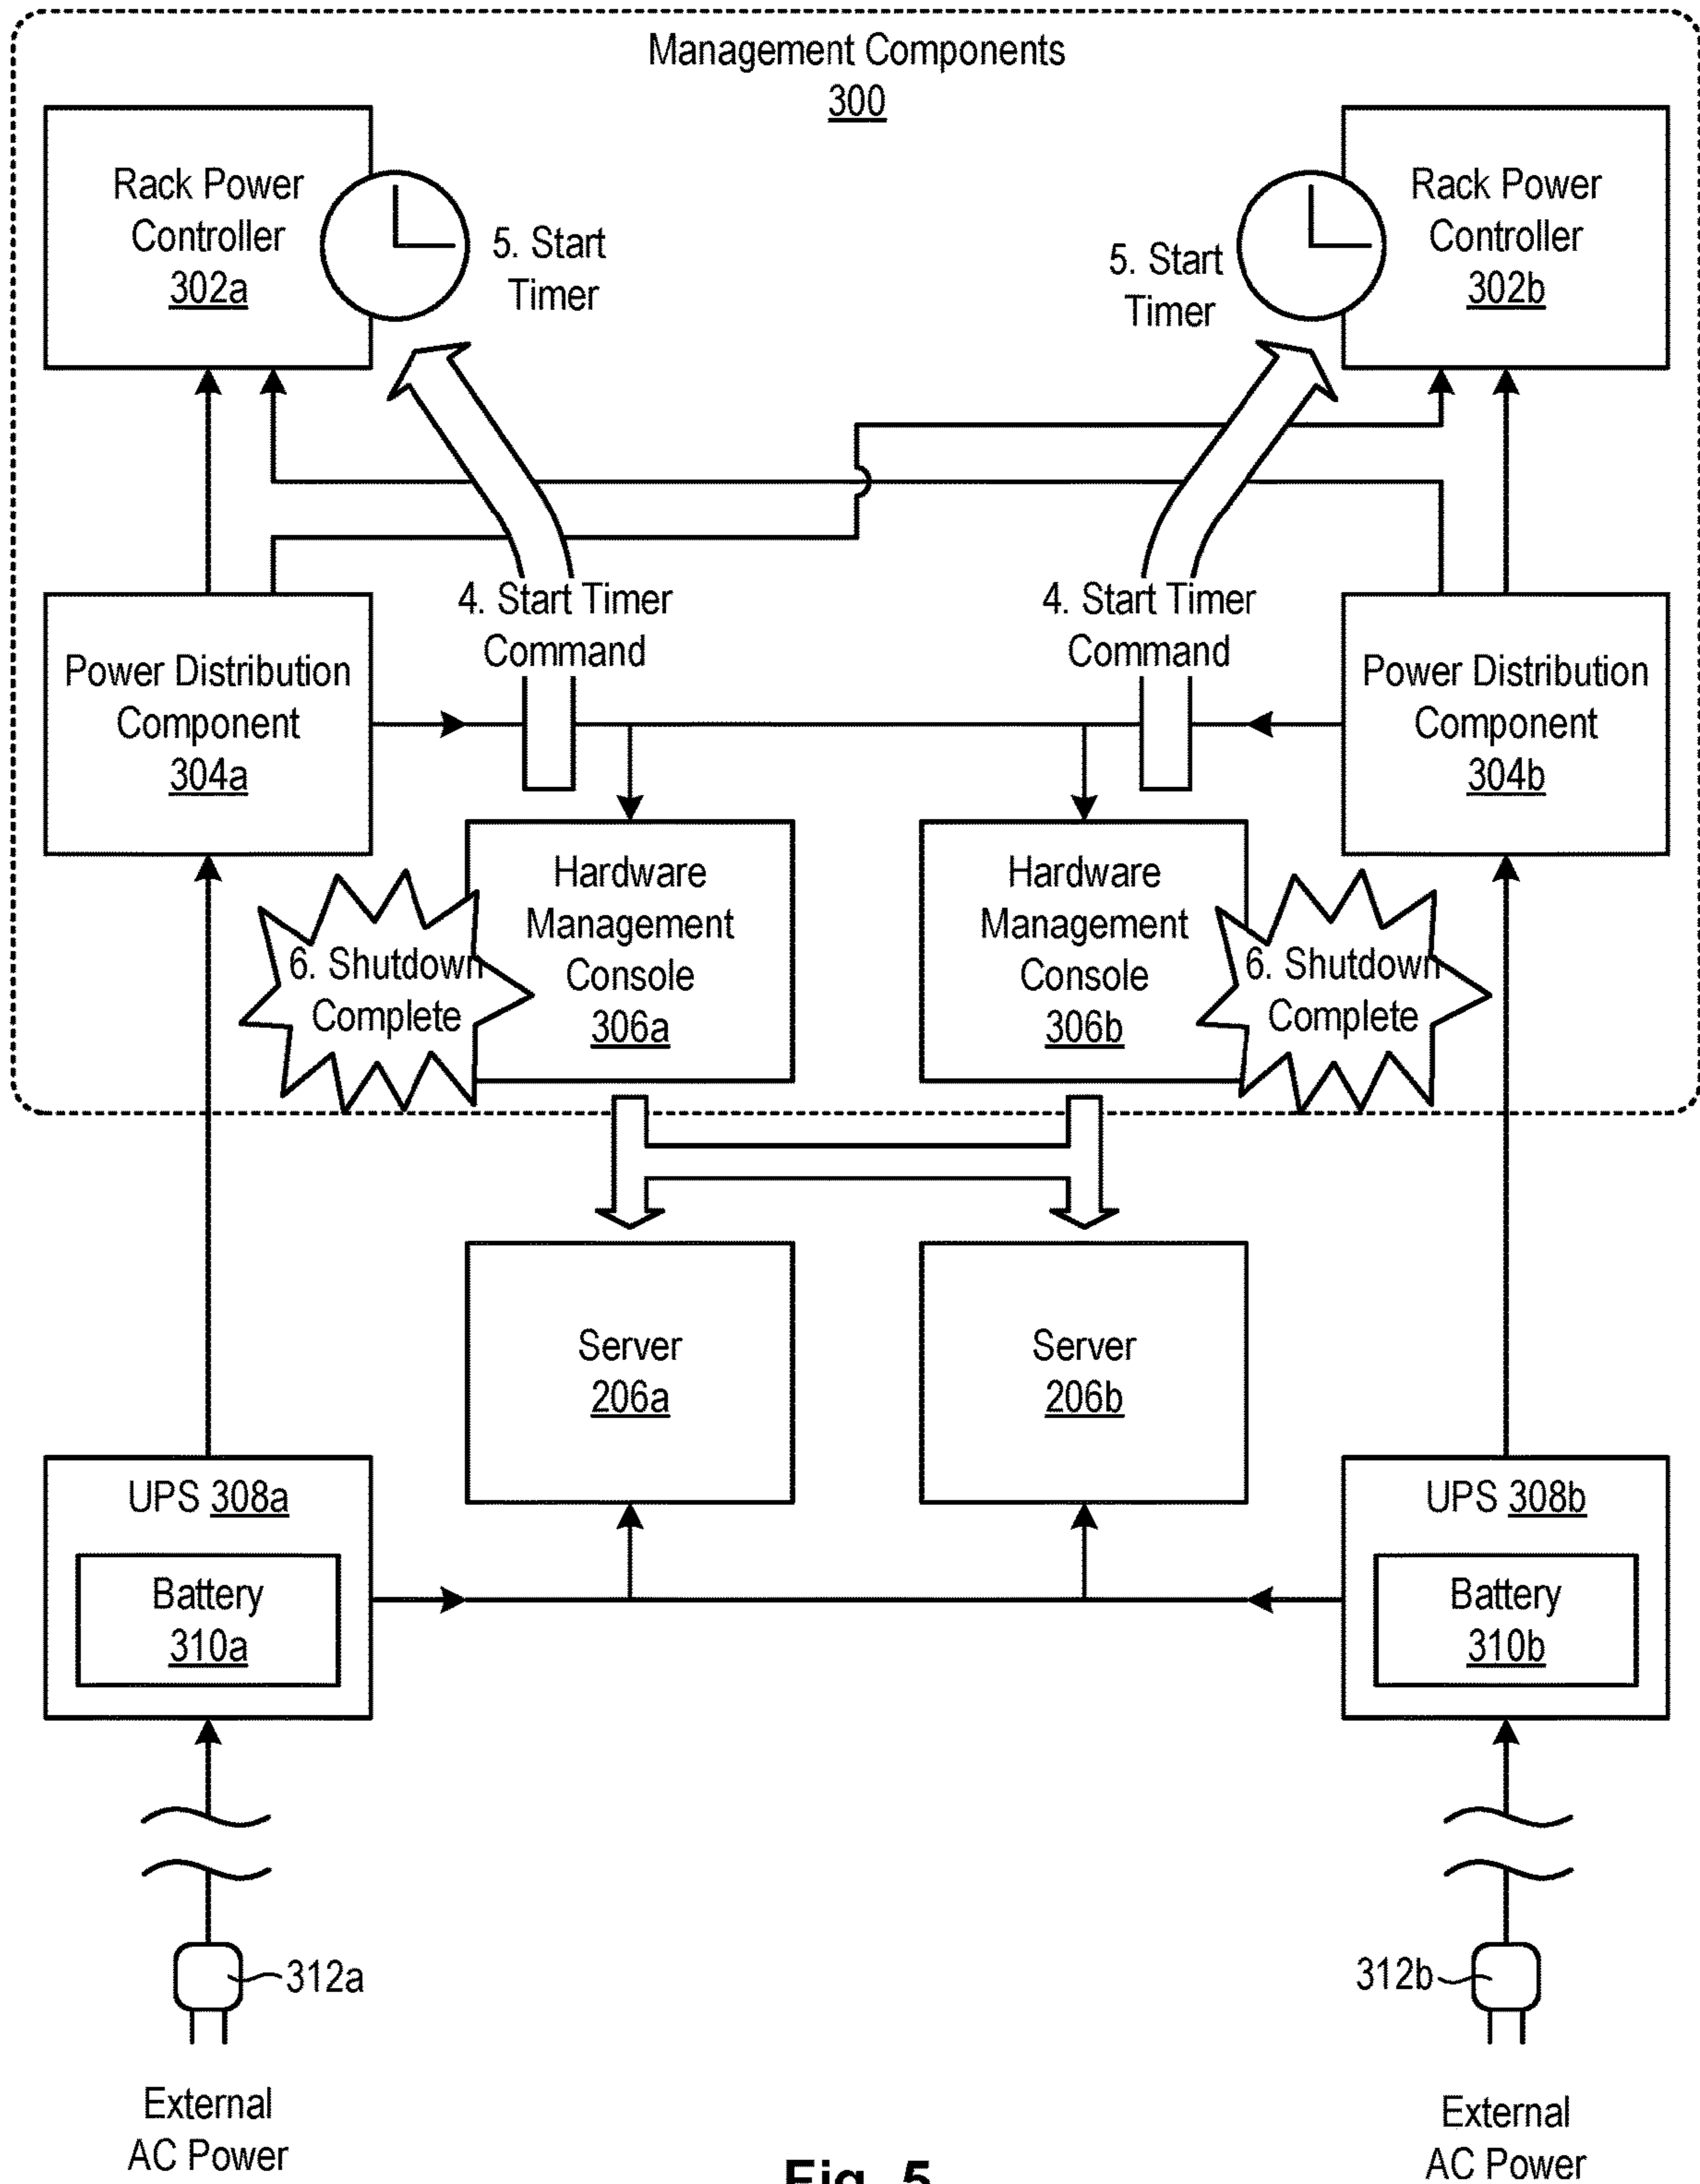 Management Components
300
Rack Power
Controller
302a
5. Start
Timer
5. Start
Timer
Rack Power
Controller
302b
4. Start Timer
Command
4. Start Timer
Command
Power Distribution
Component
304a
Power Distribution
Component
304b
Hardware
Management
Console
306a
6. Shutdown
Complete
Hardware
Management
Console
306b
6. Shutdown
Complete
Server
206a
Server
206b
UPS 308a
Battery
310a
UPS 308b
Battery
310b
312a
312b
External
AC Power
External
AC Power
Fig. 5